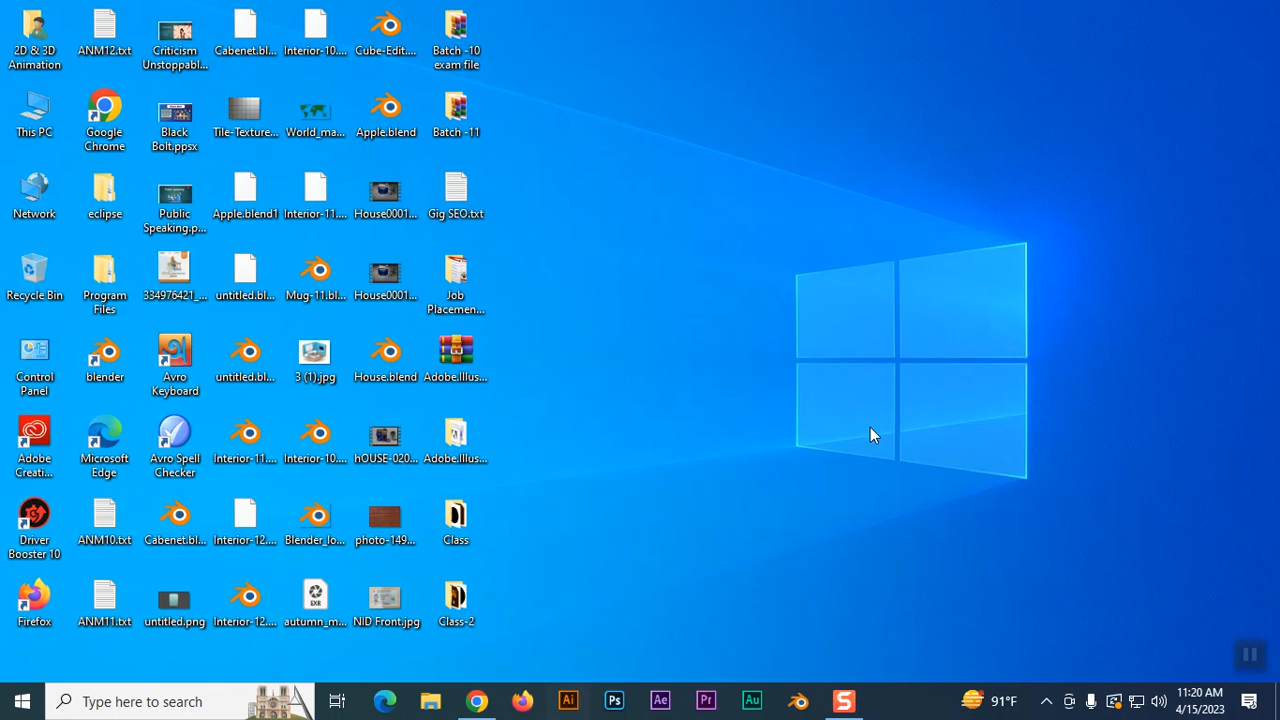 2D & 3D
Animation
ANM12.txt
Criticism
Unstoppabl...
Cabenet.bl...
Interior-10....
Cube-Edit....
Batch -10
exam file
This PC
Google
Chrome
Black
Bolt.ppsx
Tile-Texture...
World_ma...
Apple.blend
Batch -11
Network
eclipse
Public
Speaking.p...
Apple.blend1
Interior-11....
House0001...
Gig SEO.txt
Recycle Bin
Program
Files
334976421_...
untitled.bl...
Mug-11.bl...
House0001...
Job
Placemen...
Control
Panel
blender
Avro
Keyboard
untitled.bl...
3 (1).jpg
House.blend
Adobe.Illus...
Adobe
Creati...
Microsoft
Edge
Avro Spell
Checker
Interior-11....
Interior-10....
hOUSE-020...
Adobe.Illus...
Driver
Booster 10
ANM10.txt
Cabenet.bl...
Interior-12....
Blender_lo...
photo-149...
Class
Firefox
ANM11.txt
untitled.png
Interior-12....
EXR
autumn_m...
NID Front.jpg
Class-2
Type here to search
Ai
Ps
Ae
Pr
Au
S
91°F
11:20 AM
4/15/2023